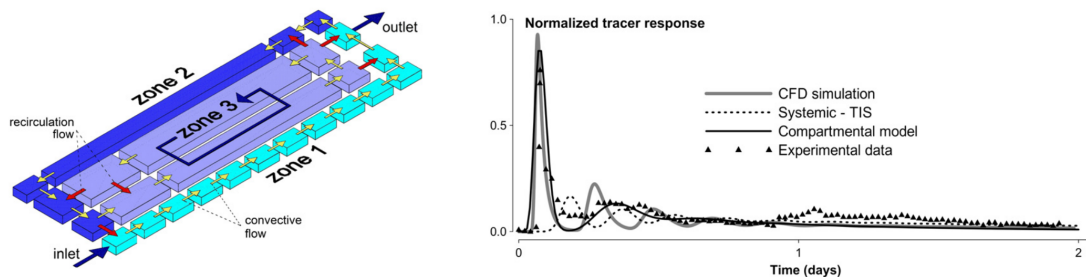 outlet
zone 2
recirculation
flow
zone 3
zone 1
convective
flow
inlet
Normalized tracer response
1.0
0.5
0.0
CFD simulation
Systemic - TIS
Compartmental model
Experimental data
0
1
2
Time (days)